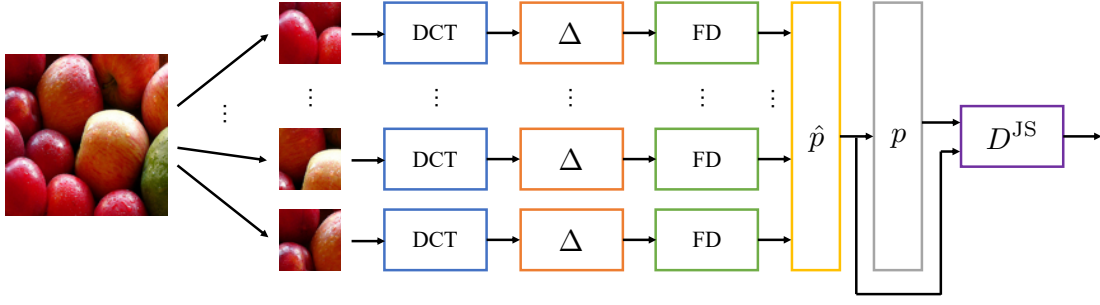 DCT Δ FD
⋮ ⋮ ⋮ ⋮ ⋮ ⋮
DCT Δ FD p̂ p D^JS
DCT Δ FD